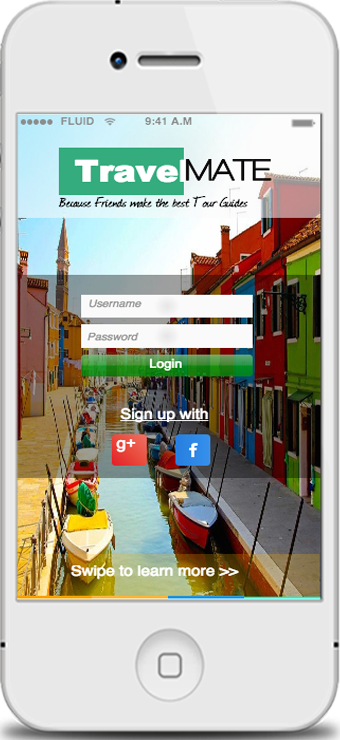 FLUID 9:41 A.M
TravelMATE
Because Friends make the best Tour Guides
Username
Password
Login
Sign up with
g+ f
Swipe to learn more >>